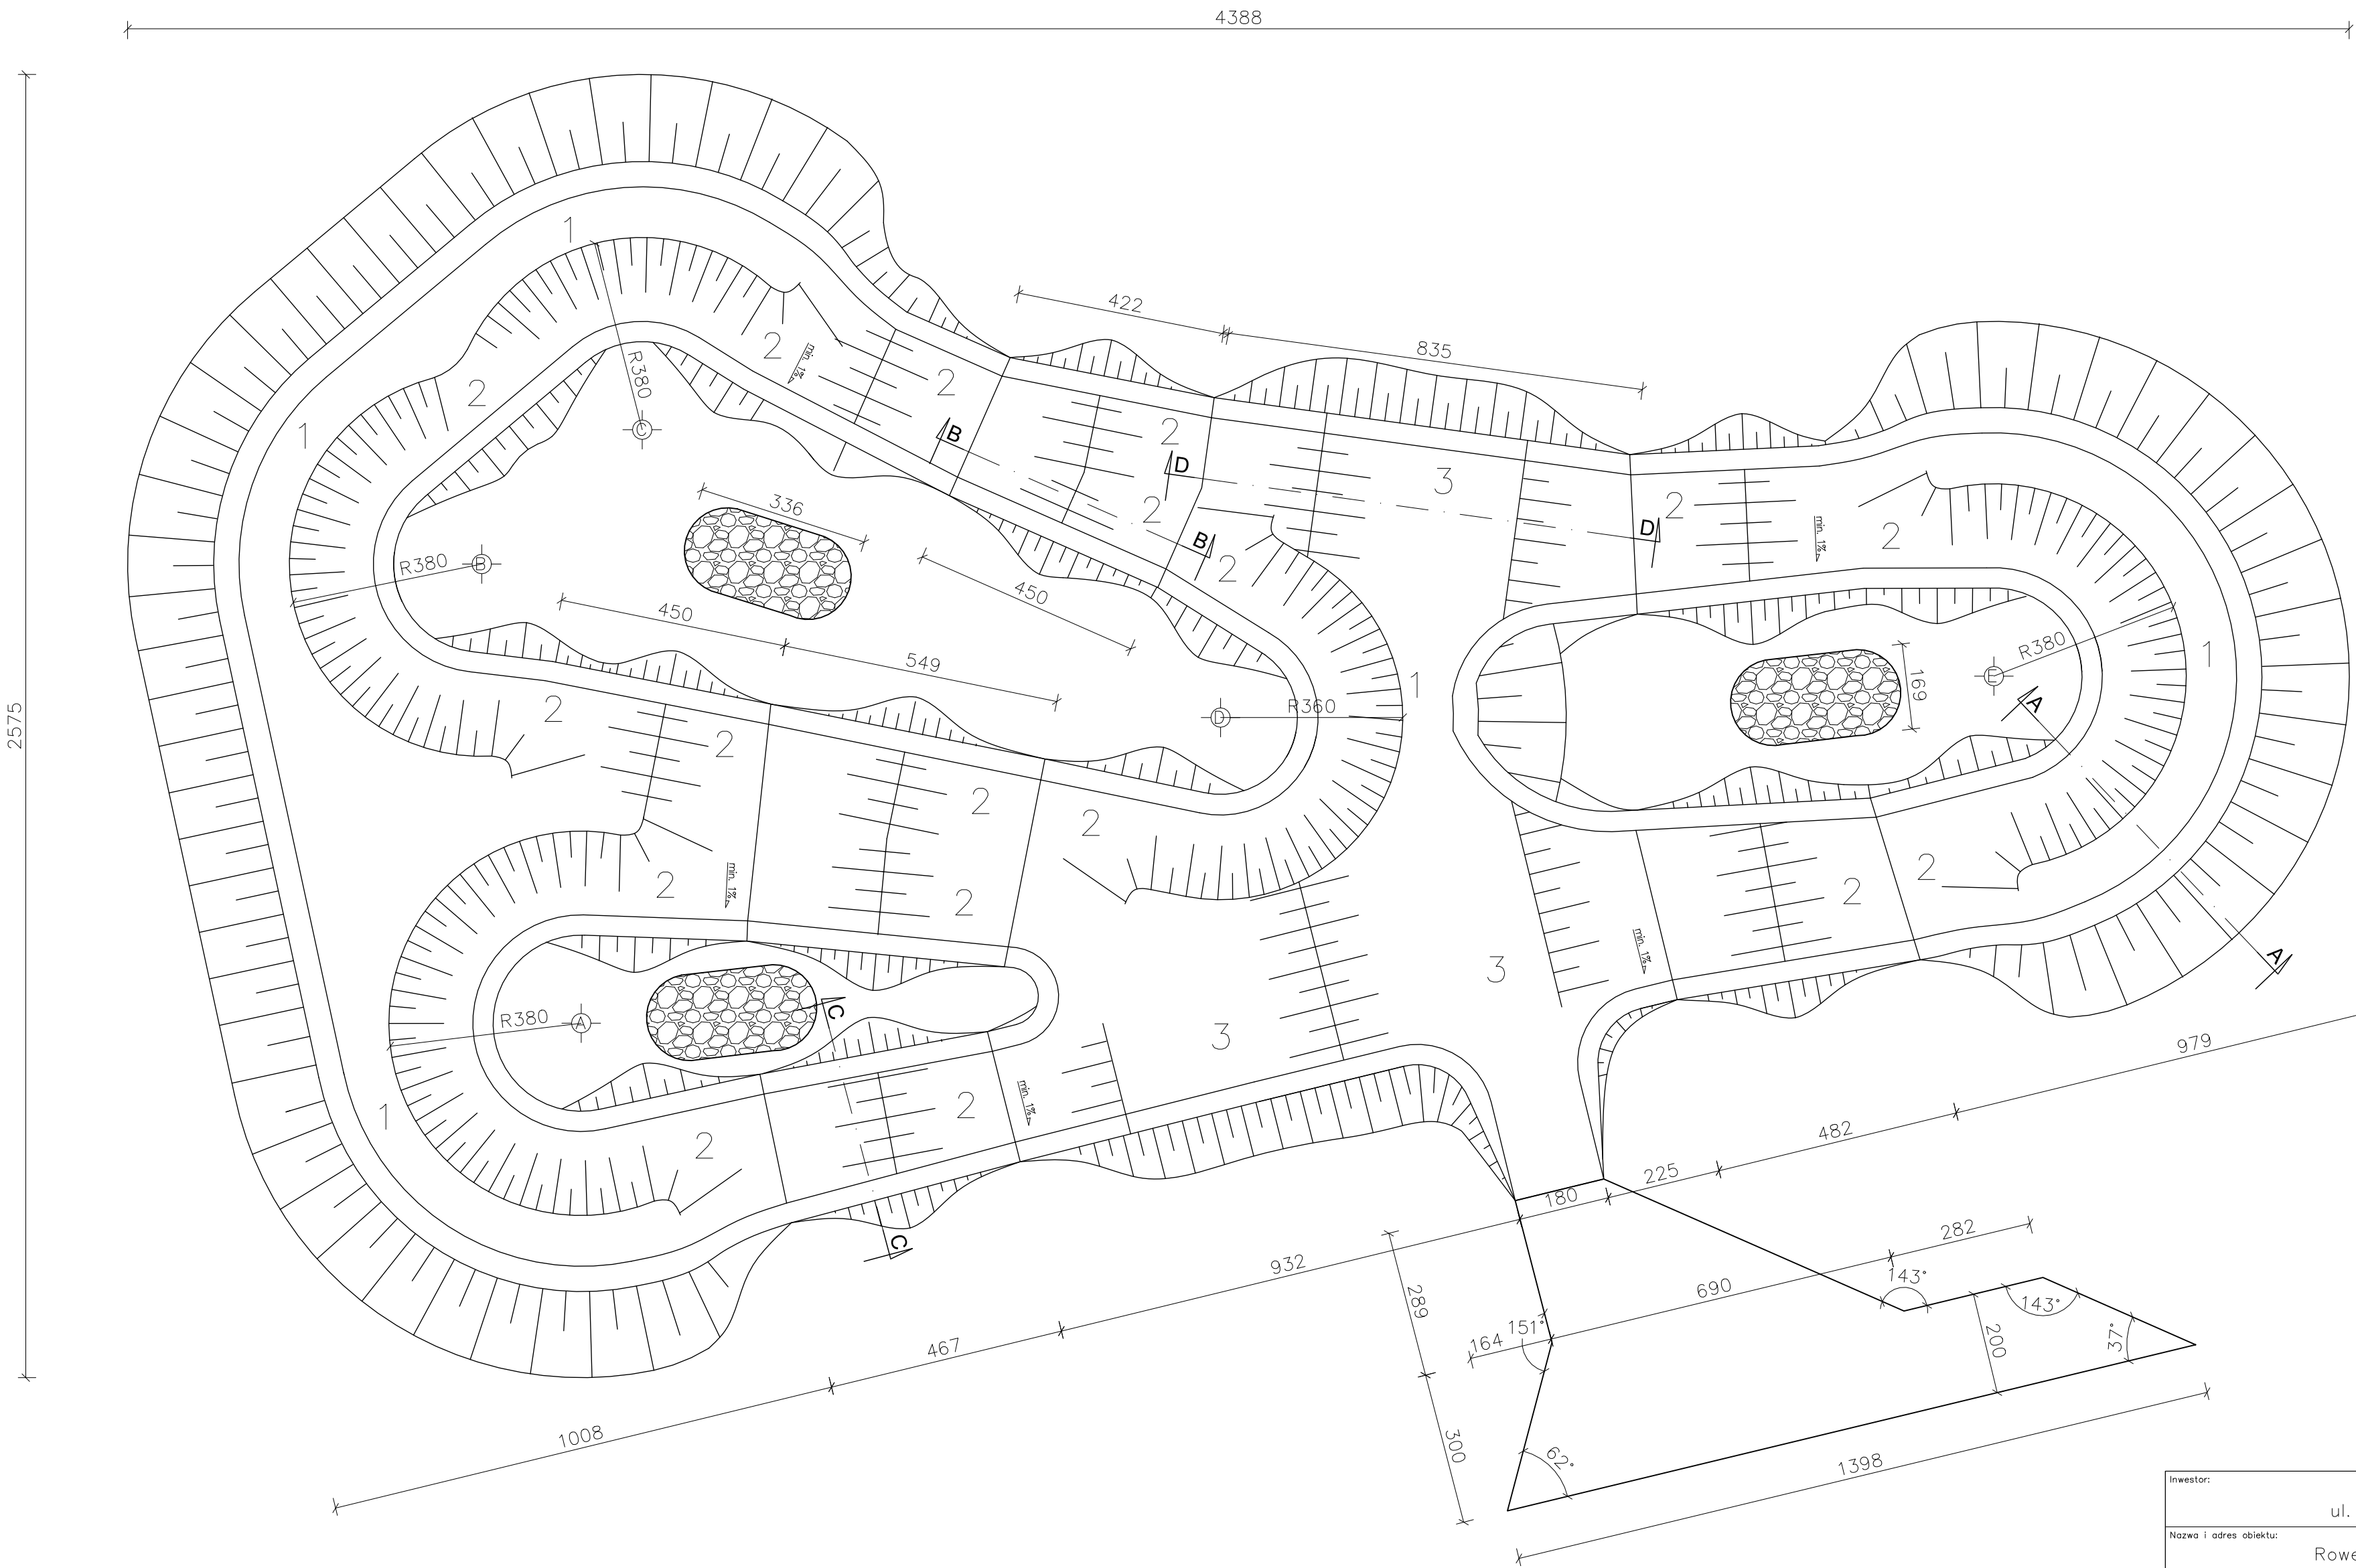 4388
2575
1
422
835
R380
2
min. 1%
2
2
3
1
2
C
B
2
D
336
2
D
2
min. 1%
2
B
2
R380
B
450
450
549
R380
E
1
1
169
R360
D
A
2
2
2
2
min. 1%
2
2
2
2
3
min. 1%
A
R380
A
C
3
979
1
2
2
min. 1%
482
225
180
C
932
289
690
282
143°
143°
164
151°
200
37°
467
1008
300
62°
1398
Inwestor:
ul.
Nazwa i adres obiektu:
Rowe